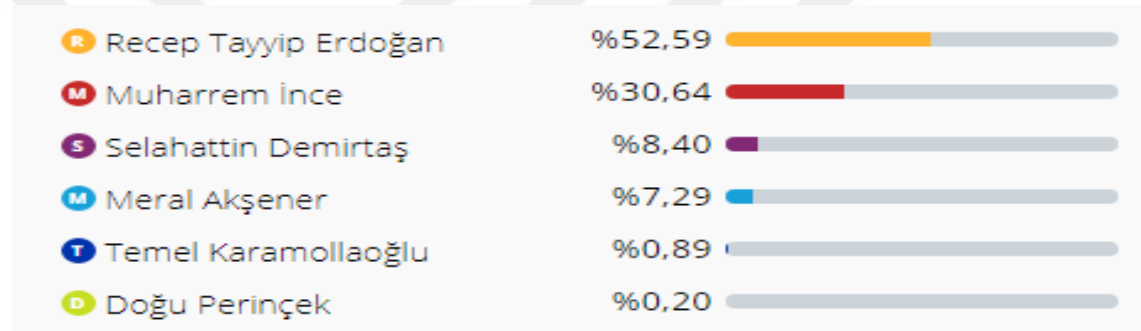 R Recep Tayyip Erdoğan %52,59
M Muharrem İnce %30,64
S Selahattin Demirtaş %8,40
M Meral Akşener %7,29
T Temel Karamollaoğlu %0,89
D Doğu Perinçek %0,20